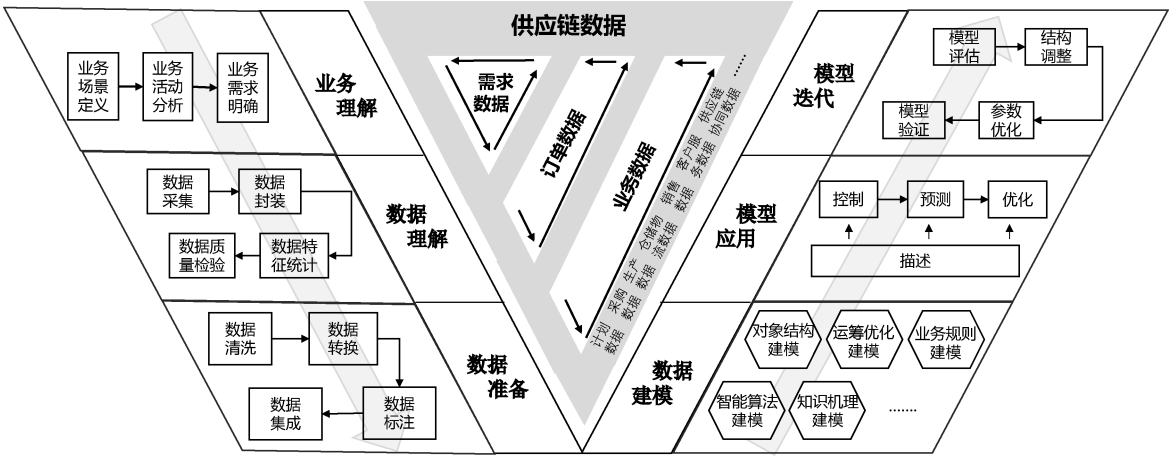 供应链数据
需求
数据
订单数据
业务数据
计划
数据
采购
数据
生产
数据
仓储物
流数据
销售
数据
客户服
务数据
供应链
协同数据
......
业务
理解
业务
场景
定义
业务
活动
分析
业务
需求
明确
数据
理解
数据
采集
数据
封装
数据质
量检验
数据特
征统计
数据
准备
数据
清洗
数据
转换
数据
集成
数据
标注
数据
建模
对象结构
建模
运筹优化
建模
业务规则
建模
智能算法
建模
知识机理
建模
.......
模型
应用
控制
预测
优化
描述
模型
迭代
模型
评估
结构
调整
模型
验证
参数
优化